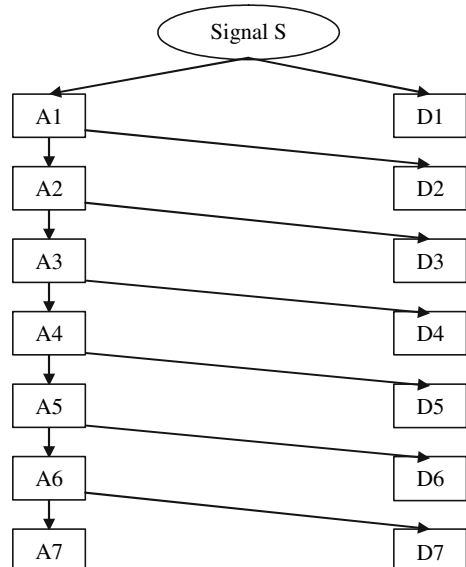 Signal S
A1 D1
A2 D2
A3 D3
A4 D4
A5 D5
A6 D6
A7 D7